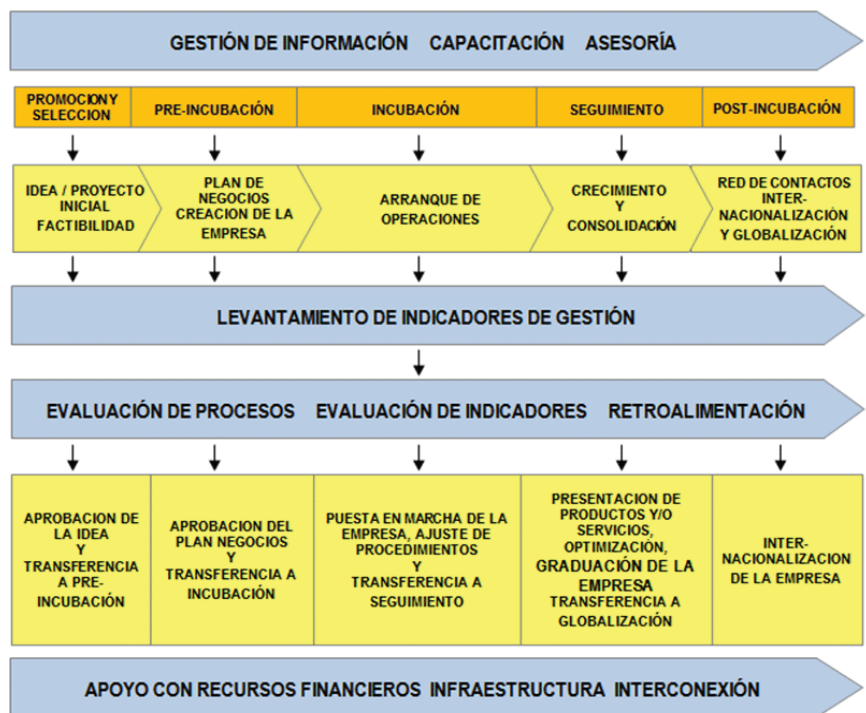 GESTIÓN DE INFORMACIÓN CAPACITACIÓN ASESORÍA
PROMOCION Y
SELECCION
PRE-INCUBACIÓN
INCUBACIÓN
SEGUIMIENTO
POST-INCUBACIÓN
IDEA / PROYECTO
INICIAL
FACTIBILIDAD
PLAN DE
NEGOCIOS
CREACION DE LA
EMPRESA
ARRANQUE DE
OPERACIONES
CRECIMIENTO
Y
CONSOLIDACIÓN
RED DE CONTACTOS
INTER-
NACIONALIZACIÓN
Y GLOBALIZACIÓN
LEVANTAMIENTO DE INDICADORES DE GESTIÓN
EVALUACIÓN DE PROCESOS EVALUACIÓN DE INDICADORES RETROALIMENTACIÓN
APROBACION DE
LA IDEA
Y
TRANSFERENCIA
A PRE-
INCUBACIÓN
APROBACION DEL
PLAN NEGOCIOS
Y
TRANSFERENCIA A
INCUBACIÓN
PUESTA EN MARCHA DE LA
EMPRESA, AJUSTE DE
PROCEDIMIENTOS
Y
TRANSFERENCIA A
SEGUIMIENTO
PRESENTACION DE
PRODUCTOS Y/O
SERVICIOS,
OPTIMIZACIÓN,
GRADUACIÓN DE LA
EMPRESA
TRANSFERENCIA A
GLOBALIZACIÓN
INTER-
NACIONALIZACION
DE LA EMPRESA
APOYO CON RECURSOS FINANCIEROS INFRAESTRUCTURA INTERCONEXIÓN